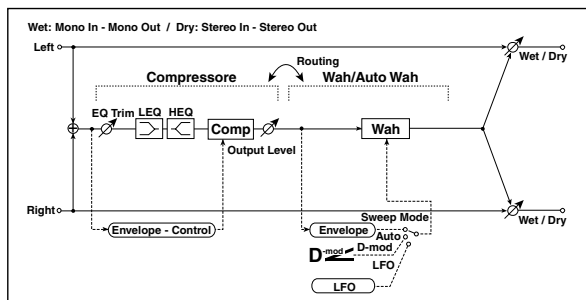 Wet: Mono In - Mono Out / Dry: Stereo In - Stereo Out
Left
Wet / Dry
Routing
Compressore
Wah/Auto Wah
EQ Trim
LEQ
HEQ
Comp
Output Level
Wah
Right
Wet / Dry
Envelope - Control
Envelope
Sweep Mode
Auto
D-mod
D-mod
LFO
LFO